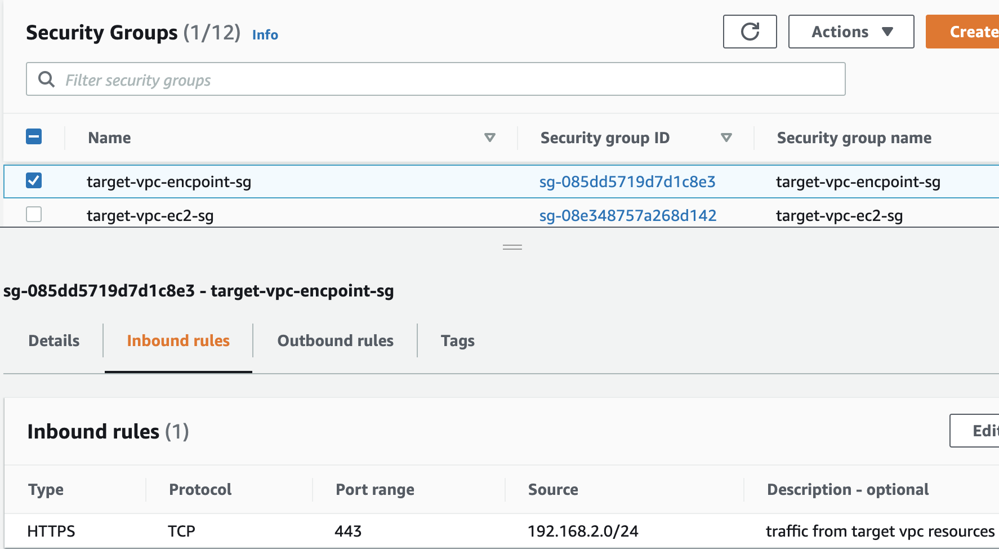 Security Groups (1/12) Info Actions Create
Filter security groups
Name Security group ID Security group name
target-vpc-encpoint-sg sg-085dd5719d7d1c8e3 target-vpc-encpoint-sg
target-vpc-ec2-sg sg-08e348757a268d142 target-vpc-ec2-sg
sg-085dd5719d7d1c8e3 - target-vpc-encpoint-sg
Details Inbound rules Outbound rules Tags
Inbound rules (1) Edit
Type Protocol Port range Source Description - optional
HTTPS TCP 443 192.168.2.0/24 traffic from target vpc resources